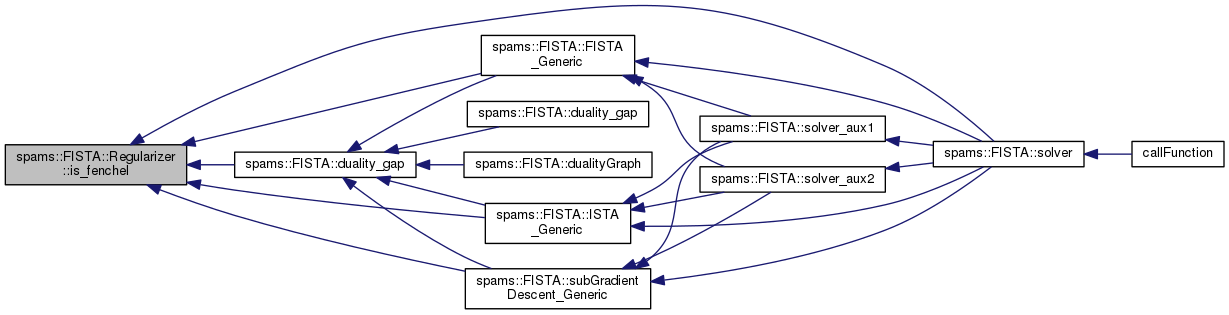 spams::FISTA::Regularizer
::is_fenchel
spams::FISTA::duality_gap
spams::FISTA::FISTA
_Generic
spams::FISTA::duality_gap
spams::FISTA::dualityGraph
spams::FISTA::ISTA
_Generic
spams::FISTA::subGradient
Descent_Generic
spams::FISTA::solver_aux1
spams::FISTA::solver_aux2
spams::FISTA::solver
callFunction